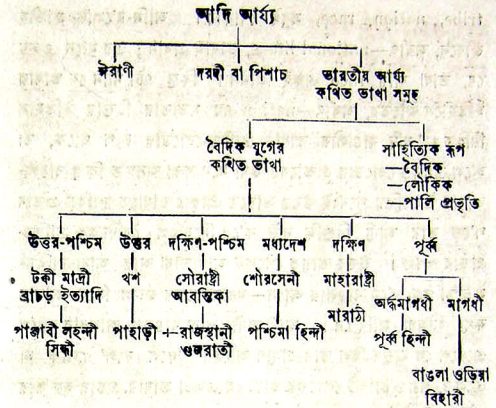 আদি আর্য্য
ঈরাণী দরদী বা পিশাচ ভারতীয় আর্য্য
কথিত ভাষা সমূহ
বৈদিক যুগের
কথিত ভাষা
সাহিত্যিক রূপ
—বৈদিক
—লৌকিক
—পালি প্রভৃতি
উত্তর-পশ্চিম উত্তর দক্ষিণ-পশ্চিম মধ্যদেশ দক্ষিণ পূর্ব্ব
টক্কী মাদ্রী
ব্রাচড় ইত্যাদি
খশ
সৌরাষ্ট্রী
আবন্তিকা
শৌরসেনী
মাহারাষ্ট্রী
মারাঠি
অর্দ্ধমাগধী মাগধী
পাঞ্জাবী লহন্দী
সিন্ধী
পাহাড়ী + রাজস্থানী
গুজরাতী
পশ্চিমা হিন্দী
পূর্ব্ব হিন্দী
বাঙলা ওড়িয়া
বিহারী